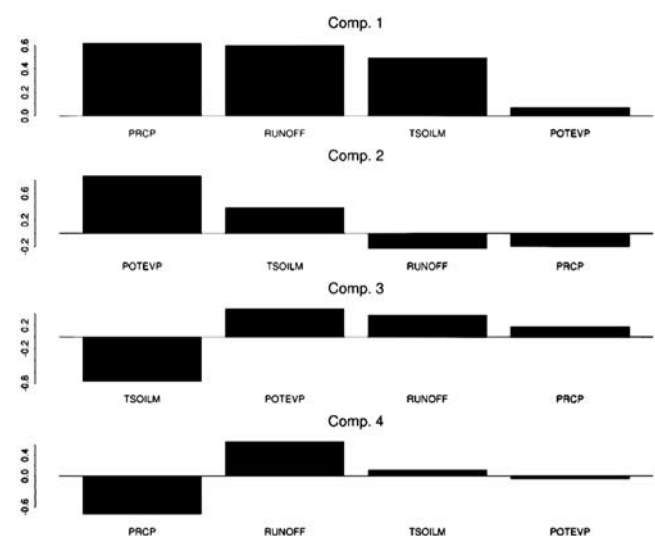 Comp. 1
0.6
0.4
0.2
0.0
PRCP RUNOFF TSOILM POTEVP
Comp. 2
0.6
0.2
-0.2
POTEVP TSOILM RUNOFF PRCP
Comp. 3
0.2
-0.2
-0.8
TSOILM POTEVP RUNOFF PRCP
Comp. 4
0.4
0.0
-0.6
PRCP RUNOFF TSOILM POTEVP